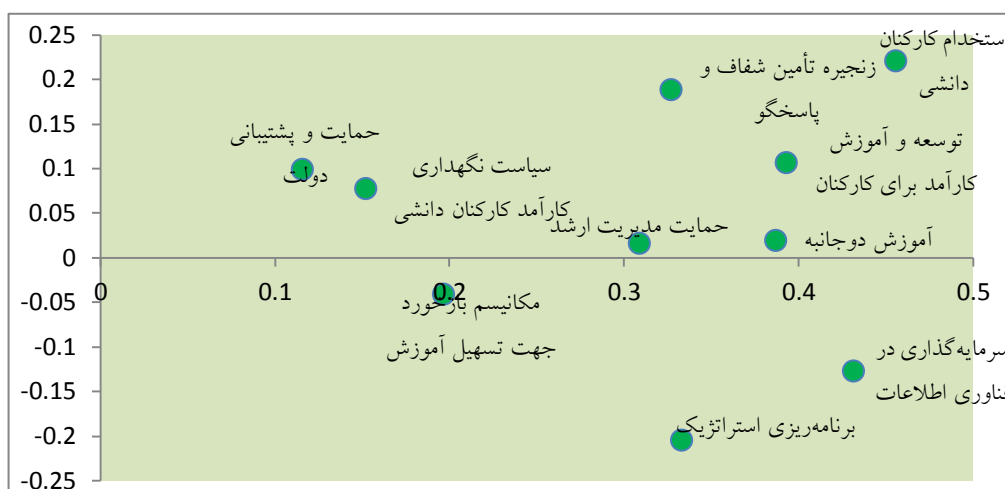 0.25
0.2
0.15
0.1
0.05
0
-0.05
-0.1
-0.15
-0.2
-0.25
0
0.1
0.2
0.3
0.4
0.5
ستخدام کارکنان
دانشی
زنجیره تأمین شفاف و
پاسخگو
توسعه و آموزش
کارآمد برای کارکنان
حمایت و پشتیبانی
دولت
سیاست نگهداری
کارآمد کارکنان دانشی
حمایت مدیریت ارشد
آموزش دوجانبه
مکانیسم بازخورد
جهت تسهیل آموزش
سرمایه‌گذاری در
فناوری اطلاعات
برنامه‌ریزی استراتژیک